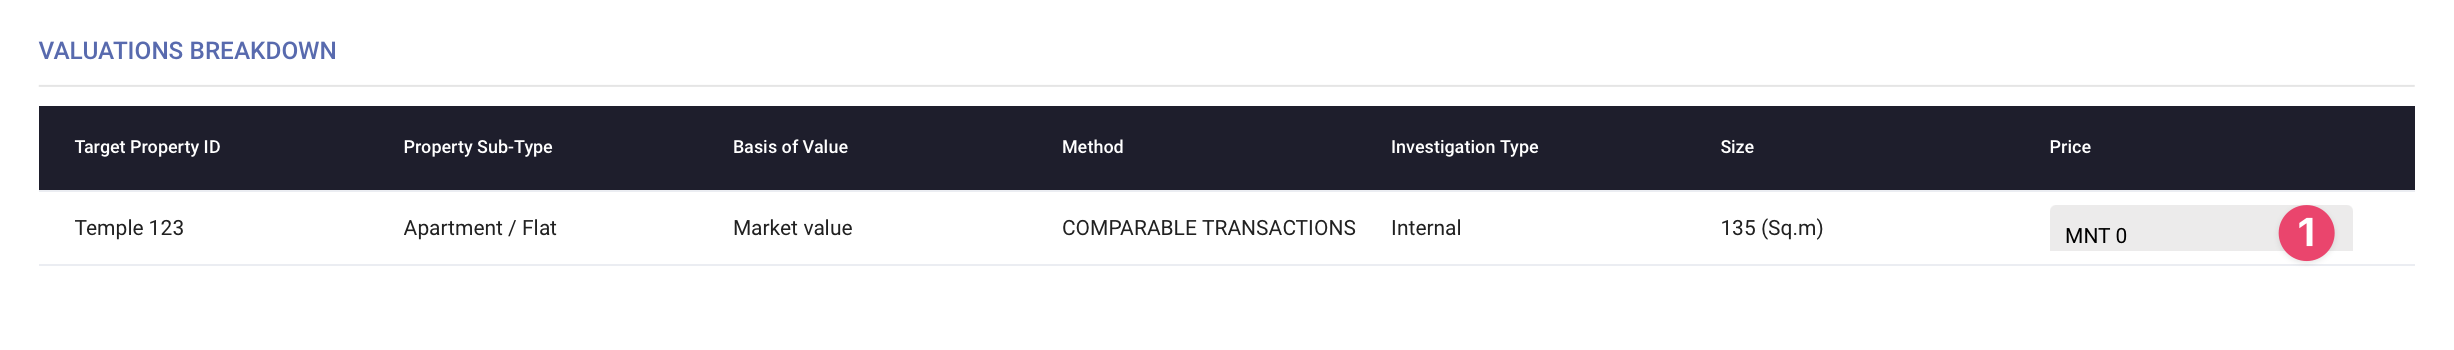 VALUATIONS BREAKDOWN
Target Property ID Property Sub-Type Basis of Value Method Investigation Type Size Price
Temple 123 Apartment / Flat Market value COMPARABLE TRANSACTIONS Internal 135 (Sq.m) MNT 0 1